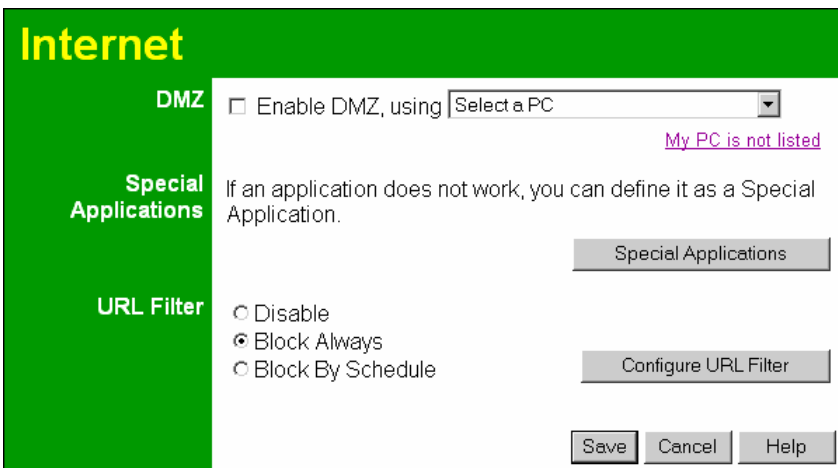 Internet
DMZ
Enable DMZ, using Select a PC
My PC is not listed
Special Applications
If an application does not work, you can define it as a Special
Application.
Special Applications
URL Filter
Disable
Block Always
Block By Schedule
Configure URL Filter
Save Cancel Help